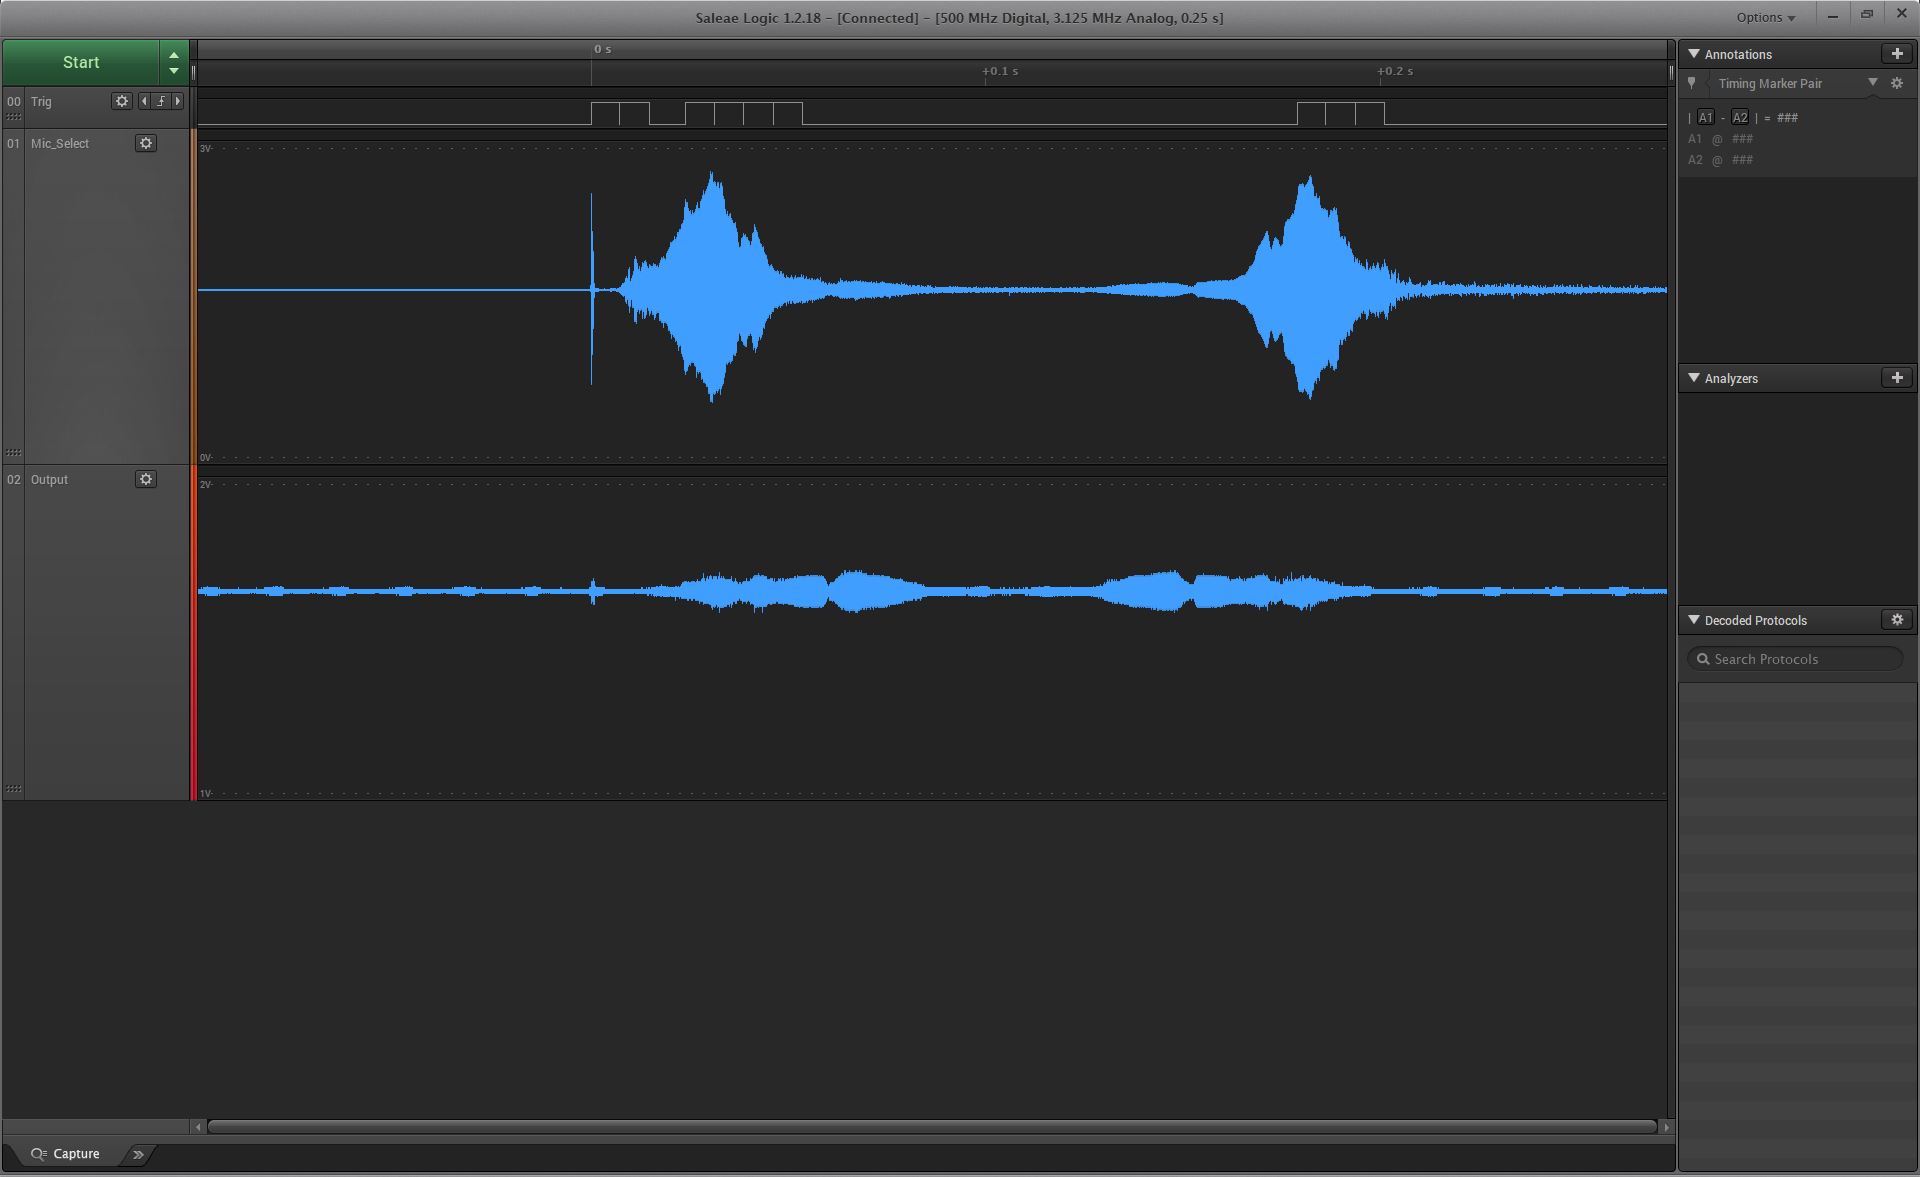 Saleae Logic 1.2.18 - [Connected] - [500 MHz Digital, 3.125 MHz Analog, 0.25 s]
Options
Start
0 s
+0.1 s
+0.2 s
00 Trig
01 Mic_Select
3V
0V
02 Output
2V
1V
Annotations
Timing Marker Pair
| A1 - A2 | = ###
A1 @ ###
A2 @ ###
Analyzers
Decoded Protocols
Search Protocols
Capture